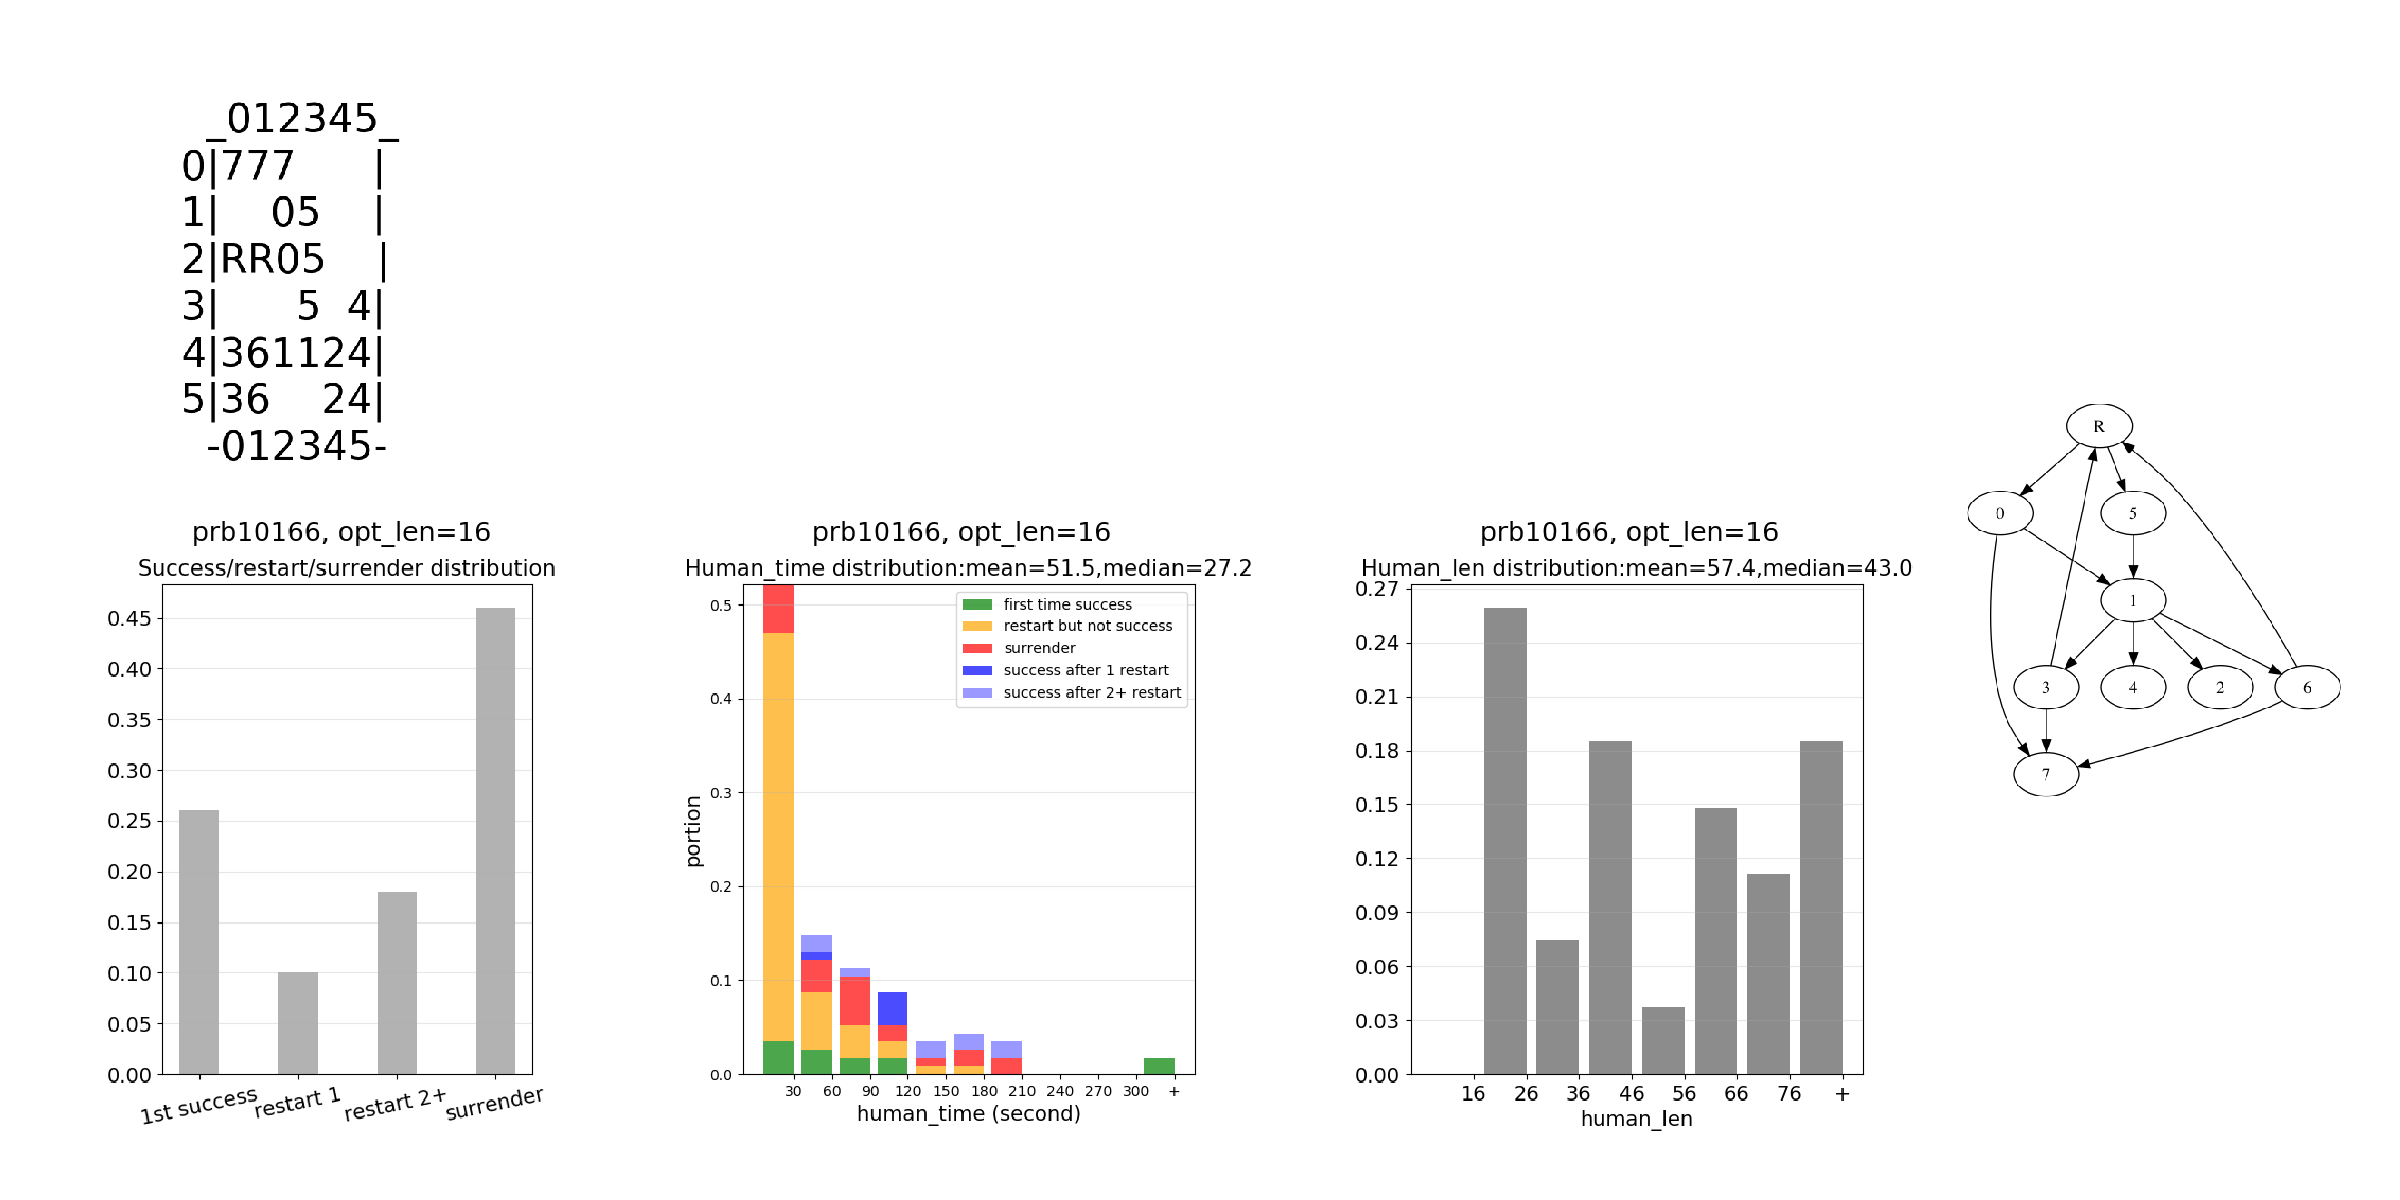 _012345_
0|777   |
1|  05  |
2|RR05  |
3|   5 4|
4|361124|
5|36  24|
-012345-
prb10166, opt_len=16
Success/restart/surrender distribution
0.45
0.40
0.35
0.30
0.25
0.20
0.15
0.10
0.05
0.00
1st success restart 1 restart 2+ surrender
prb10166, opt_len=16
Human_time distribution:mean=51.5,median=27.2
first time success
restart but not success
surrender
success after 1 restart
success after 2+ restart
0.5
0.4
0.3
0.2
0.1
0.0
portion
30 60 90 120 150 180 210 240 270 300 +
human_time (second)
prb10166, opt_len=16
Human_len distribution:mean=57.4,median=43.0
0.27
0.24
0.21
0.18
0.15
0.12
0.09
0.06
0.03
0.00
16 26 36 46 56 66 76 +
human_len
R
0 5
1
3 4 2 6
7